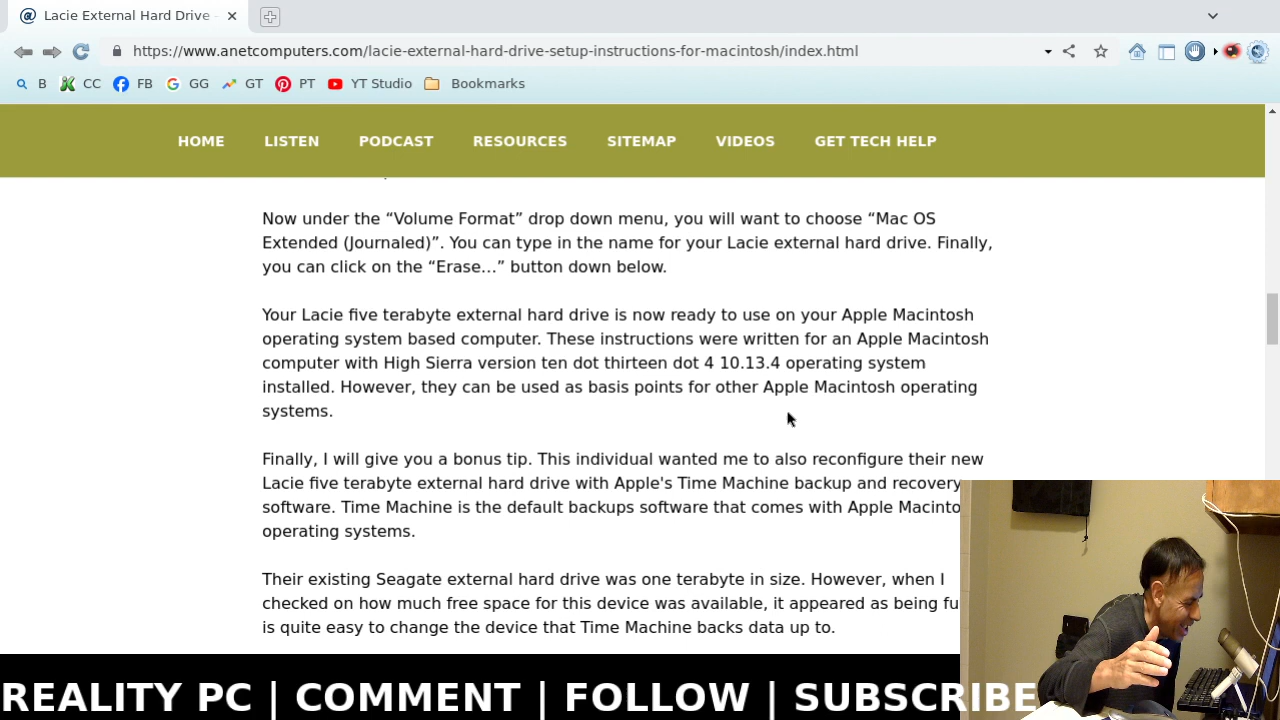 Lacie External Hard Drive
https://www.anetcomputers.com/lacie-external-hard-drive-setup-instructions-for-macintosh/index.html
B CC FB GG GT PT YT Studio Bookmarks
HOME LISTEN PODCAST RESOURCES SITEMAP VIDEOS GET TECH HELP
Now under the “Volume Format” drop down menu, you will want to choose “Mac OS
Extended (Journaled)”. You can type in the name for your Lacie external hard drive. Finally,
you can click on the “Erase…” button down below.
Your Lacie five terabyte external hard drive is now ready to use on your Apple Macintosh
operating system based computer. These instructions were written for an Apple Macintosh
computer with High Sierra version ten dot thirteen dot 4 10.13.4 operating system
installed. However, they can be used as basis points for other Apple Macintosh operating
systems.
Finally, I will give you a bonus tip. This individual wanted me to also reconfigure their new
Lacie five terabyte external hard drive with Apple's Time Machine backup and recovery
software. Time Machine is the default backups software that comes with Apple Macinto
operating systems.
Their existing Seagate external hard drive was one terabyte in size. However, when I
checked on how much free space for this device was available, it appeared as being fu
is quite easy to change the device that Time Machine backs data up to.
REALITY PC | COMMENT | FOLLOW | SUBSCRIBE